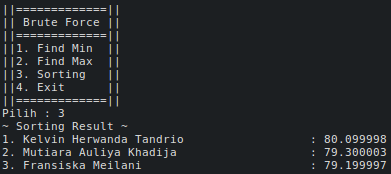 ||=============||
|| Brute Force ||
||=============||
||1. Find Min  ||
||2. Find Max  ||
||3. Sorting   ||
||4. Exit      ||
||=============||
Pilih : 3
~ Sorting Result ~
1. Kelvin Herwanda Tandrio                : 80.099998
2. Mutiara Auliya Khadija                 : 79.300003
3. Fransiska Meilani                      : 79.199997